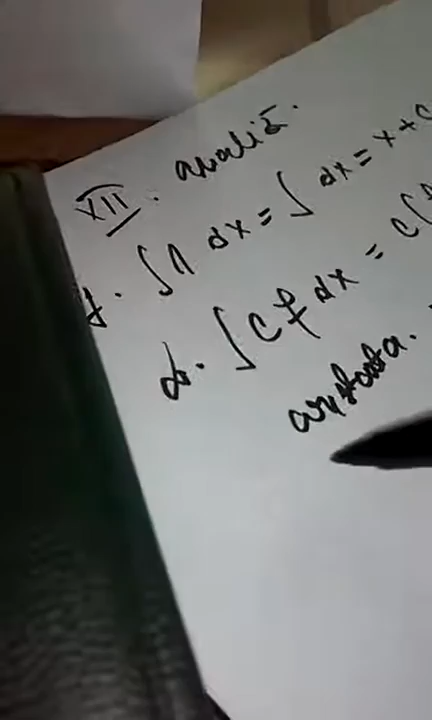 XII. analiză.
1. ∫1 dx = ∫ dx = x + C
2. ∫ c f dx = c ∫